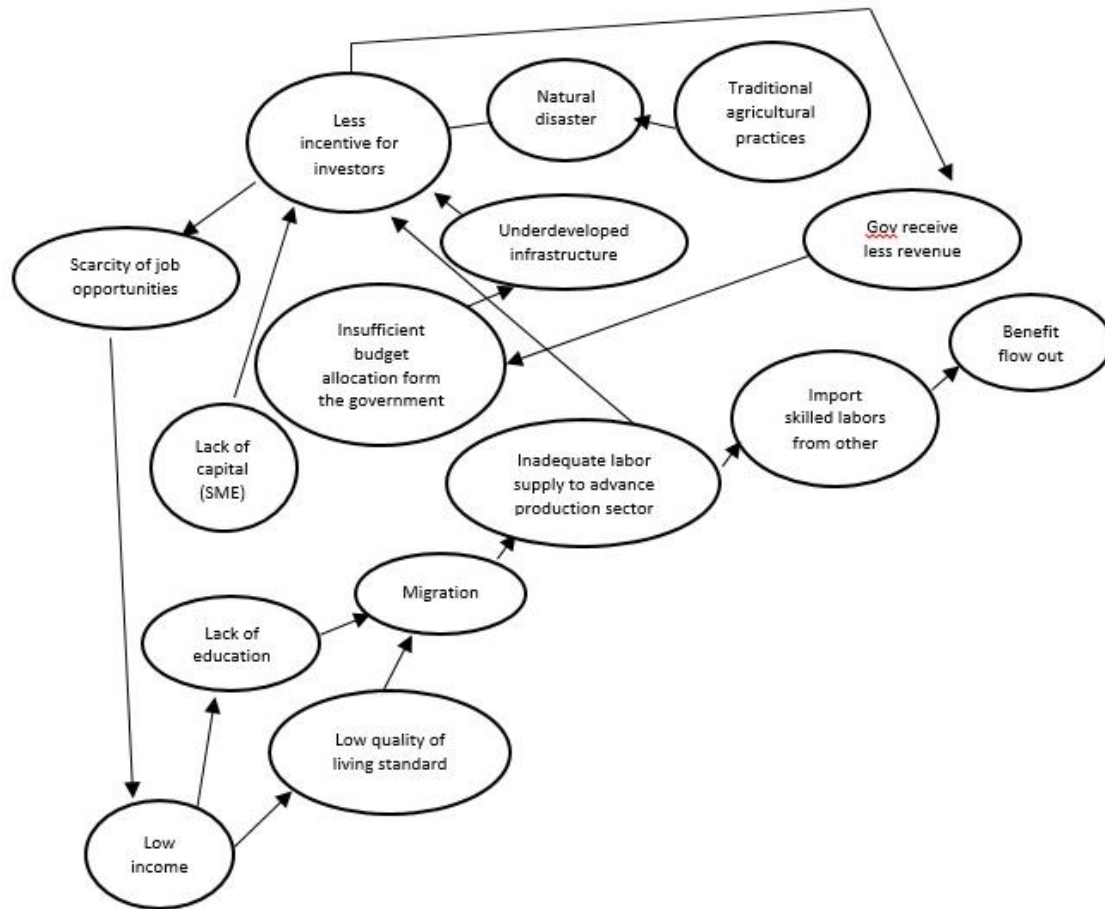 Less
incentive for
investors
Natural
disaster
Traditional
agricultural
practices
Underdeveloped
infrastructure
Gov receive
less revenue
Scarcity of job
opportunities
Insufficient
budget
allocation form
the government
Benefit
flow out
Import
skilled labors
from other
Lack of
capital
(SME)
Inadequate labor
supply to advance
production sector
Migration
Lack of
education
Low quality of
living standard
Low
income